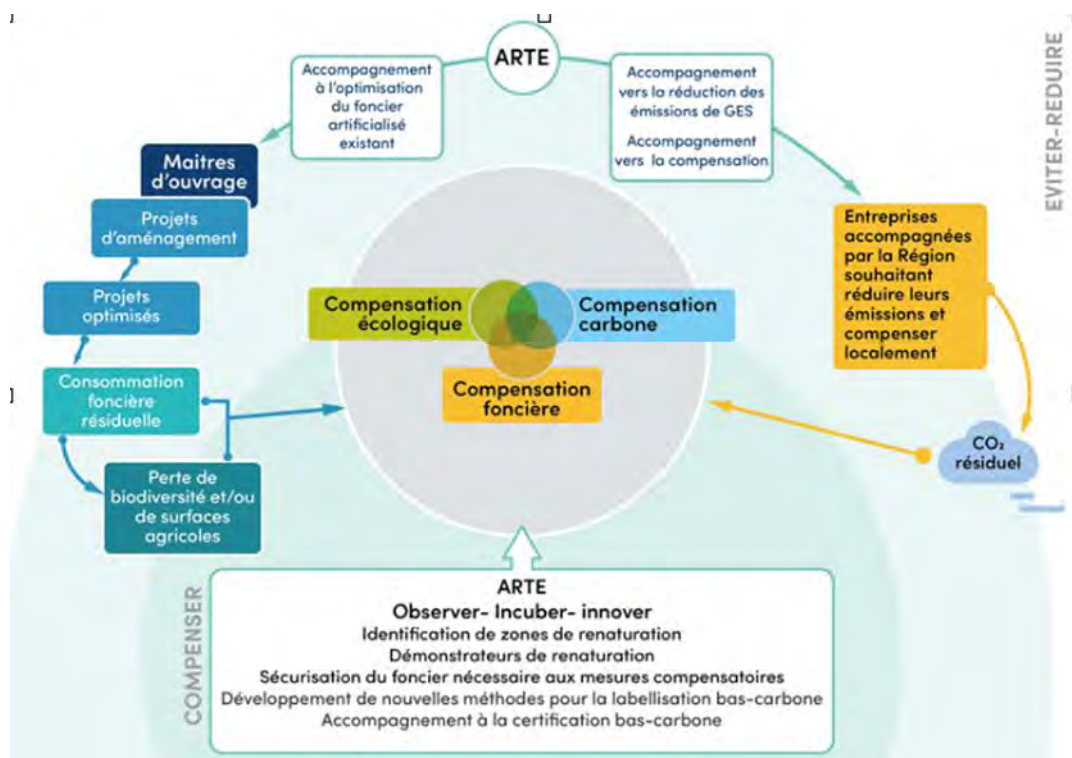 ARTE
Accompagnement
à l'optimisation
du foncier
artificialisé
existant
Accompagnement
vers la réduction des
émissions de GES
Accompagnement
vers la compensation
EVITER-REDUIRE
Maitres
d'ouvrage
Projets
d'aménagement
Projets
optimisés
Consommation
foncière
résiduelle
Perte de
biodiversité et/ou
de surfaces
agricoles
Compensation
écologique
Compensation
carbone
Compensation
foncière
Entreprises
accompagnées
par la Région
souhaitant
réduire leurs
émissions et
compenser
localement
CO₂
résiduel
COMPENSER
ARTE
Observer- Incuber- innover
Identification de zones de renaturation
Démonstrateurs de renaturation
Sécurisation du foncier nécessaire aux mesures compensatoires
Développement de nouvelles méthodes pour la labellisation bas-carbone
Accompagnement à la certification bas-carbone